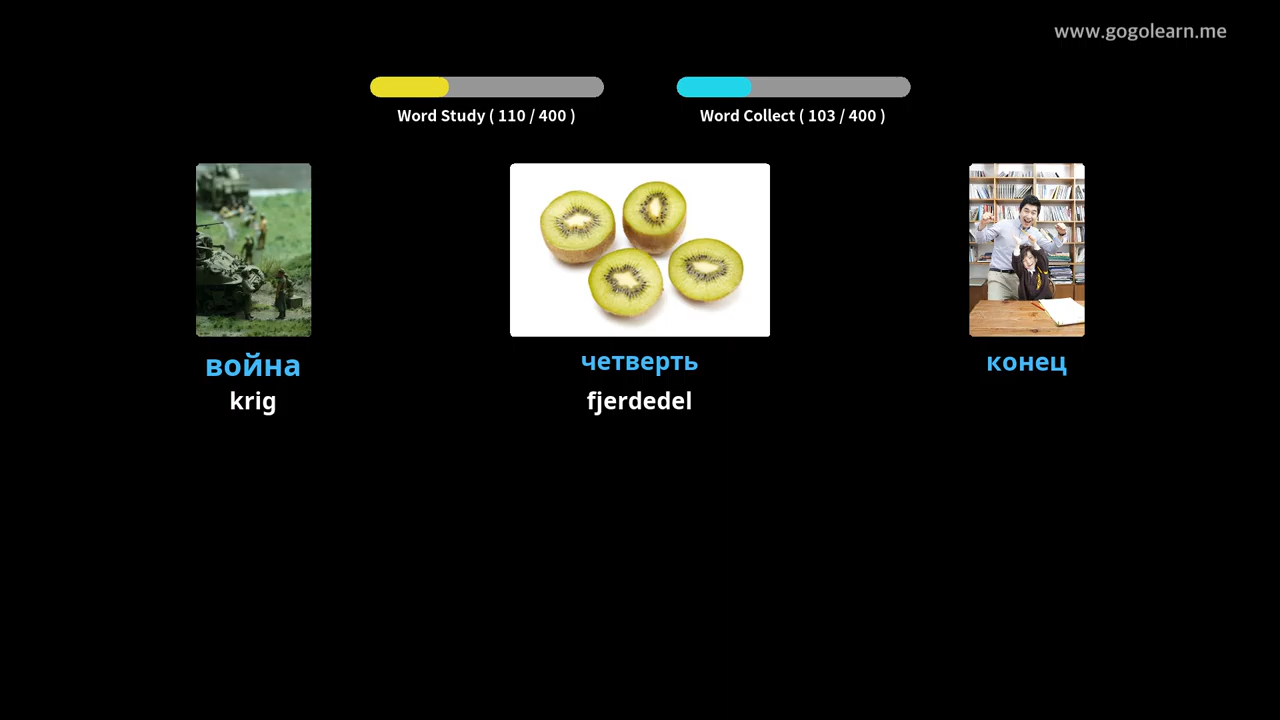 www.gogolearn.me
Word Study ( 110 / 400 )
Word Collect ( 103 / 400 )
война
krig
четверть
fjerdedel
конец